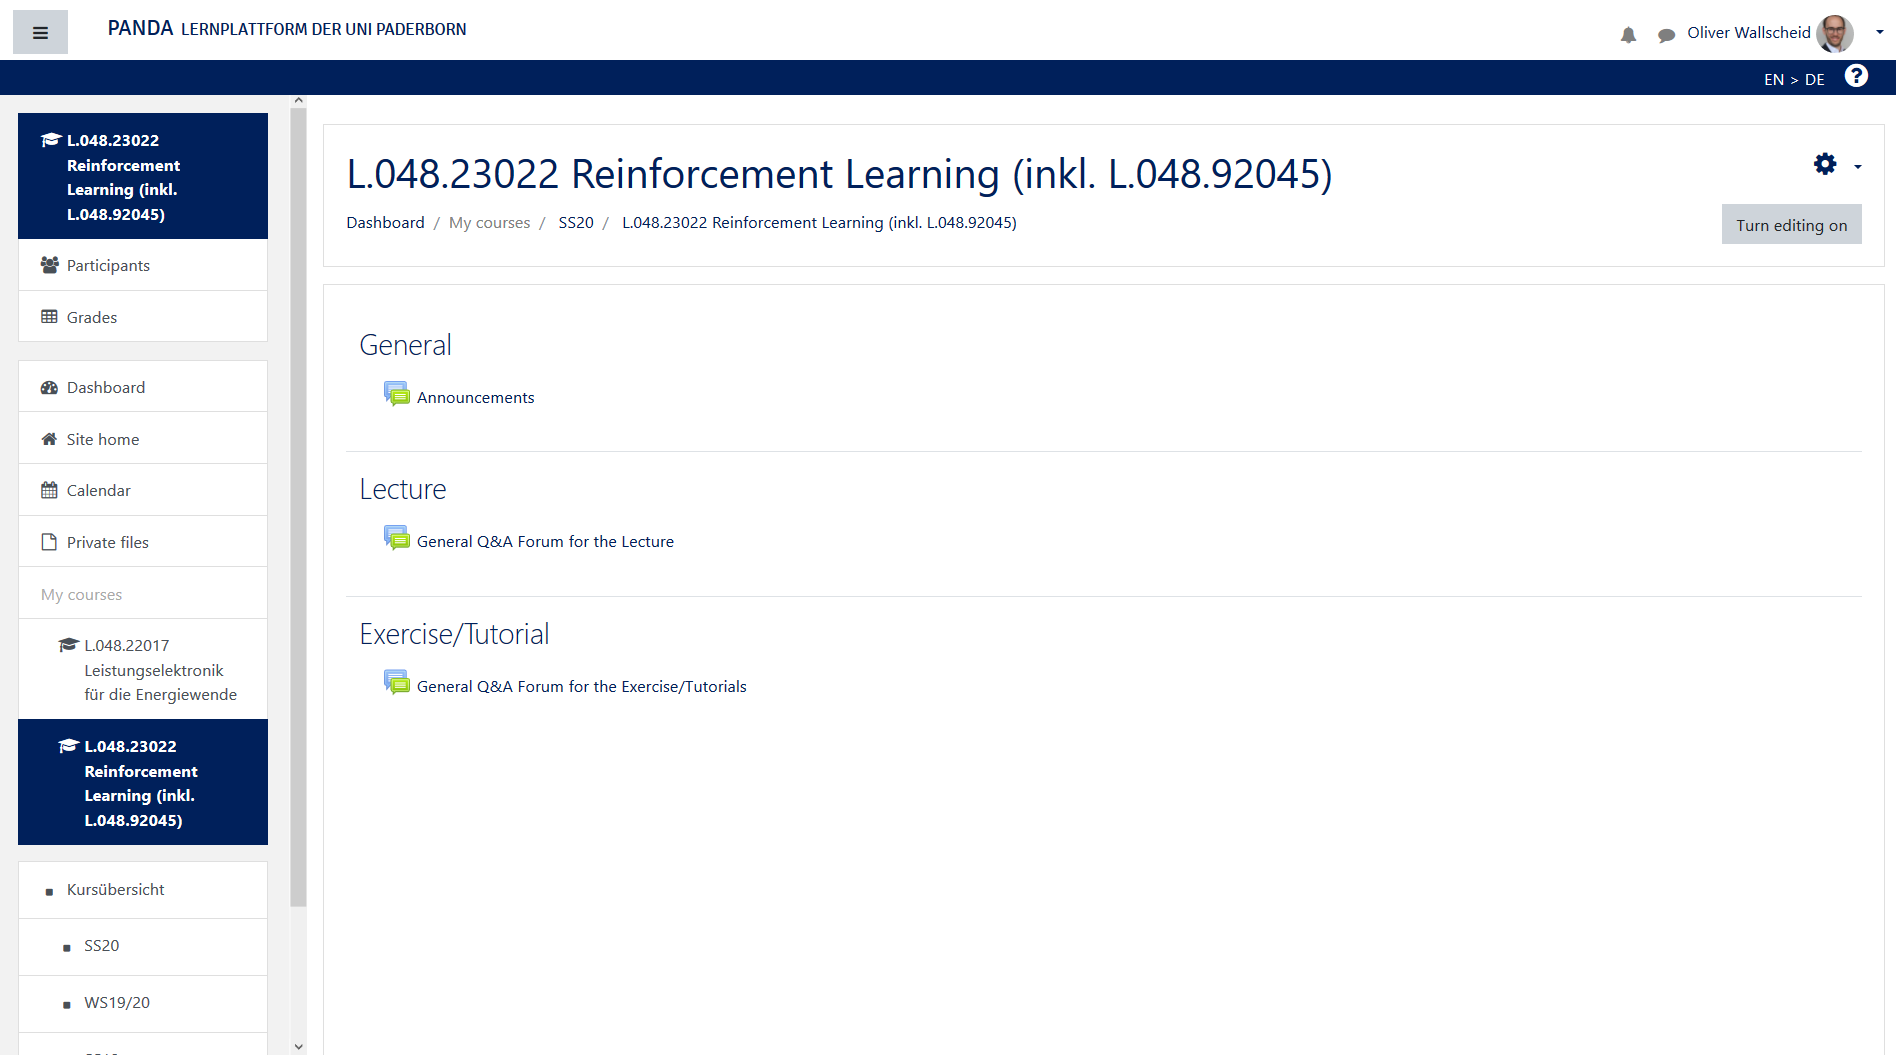 PANDA LERNPLATTFORM DER UNI PADERBORN
Oliver Wallscheid
EN > DE
L.048.23022
Reinforcement
Learning (inkl.
L.048.92045)
Participants
Grades
Dashboard
Site home
Calendar
Private files
My courses
L.048.22017
Leistungselektronik
für die Energiewende
L.048.23022
Reinforcement
Learning (inkl.
L.048.92045)
Kursübersicht
SS20
WS19/20
L.048.23022 Reinforcement Learning (inkl. L.048.92045)
Dashboard / My courses / SS20 / L.048.23022 Reinforcement Learning (inkl. L.048.92045)
Turn editing on
General
Announcements
Lecture
General Q&A Forum for the Lecture
Exercise/Tutorial
General Q&A Forum for the Exercise/Tutorials